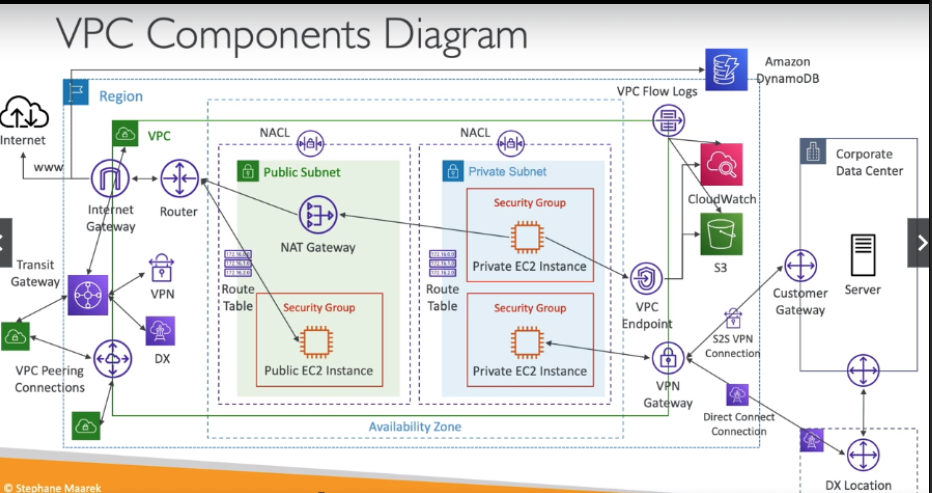 VPC Components Diagram
Amazon
DynamoDB
Region
VPC Flow Logs
Internet
www
VPC
NACL
NACL
Corporate
Data Center
Public Subnet
Private Subnet
CloudWatch
Internet
Gateway
Router
NAT Gateway
Security Group
Private EC2 Instance
S3
Transit
Gateway
VPN
Route
Table
Route
Table
VPC
Endpoint
Customer
Gateway
Server
Security Group
Public EC2 Instance
Security Group
Private EC2 Instance
DX
S2S VPN
Connection
VPC Peering
Connections
VPN
Gateway
Direct Connect
Connection
Availability Zone
DX Location
© Stephane Maarek